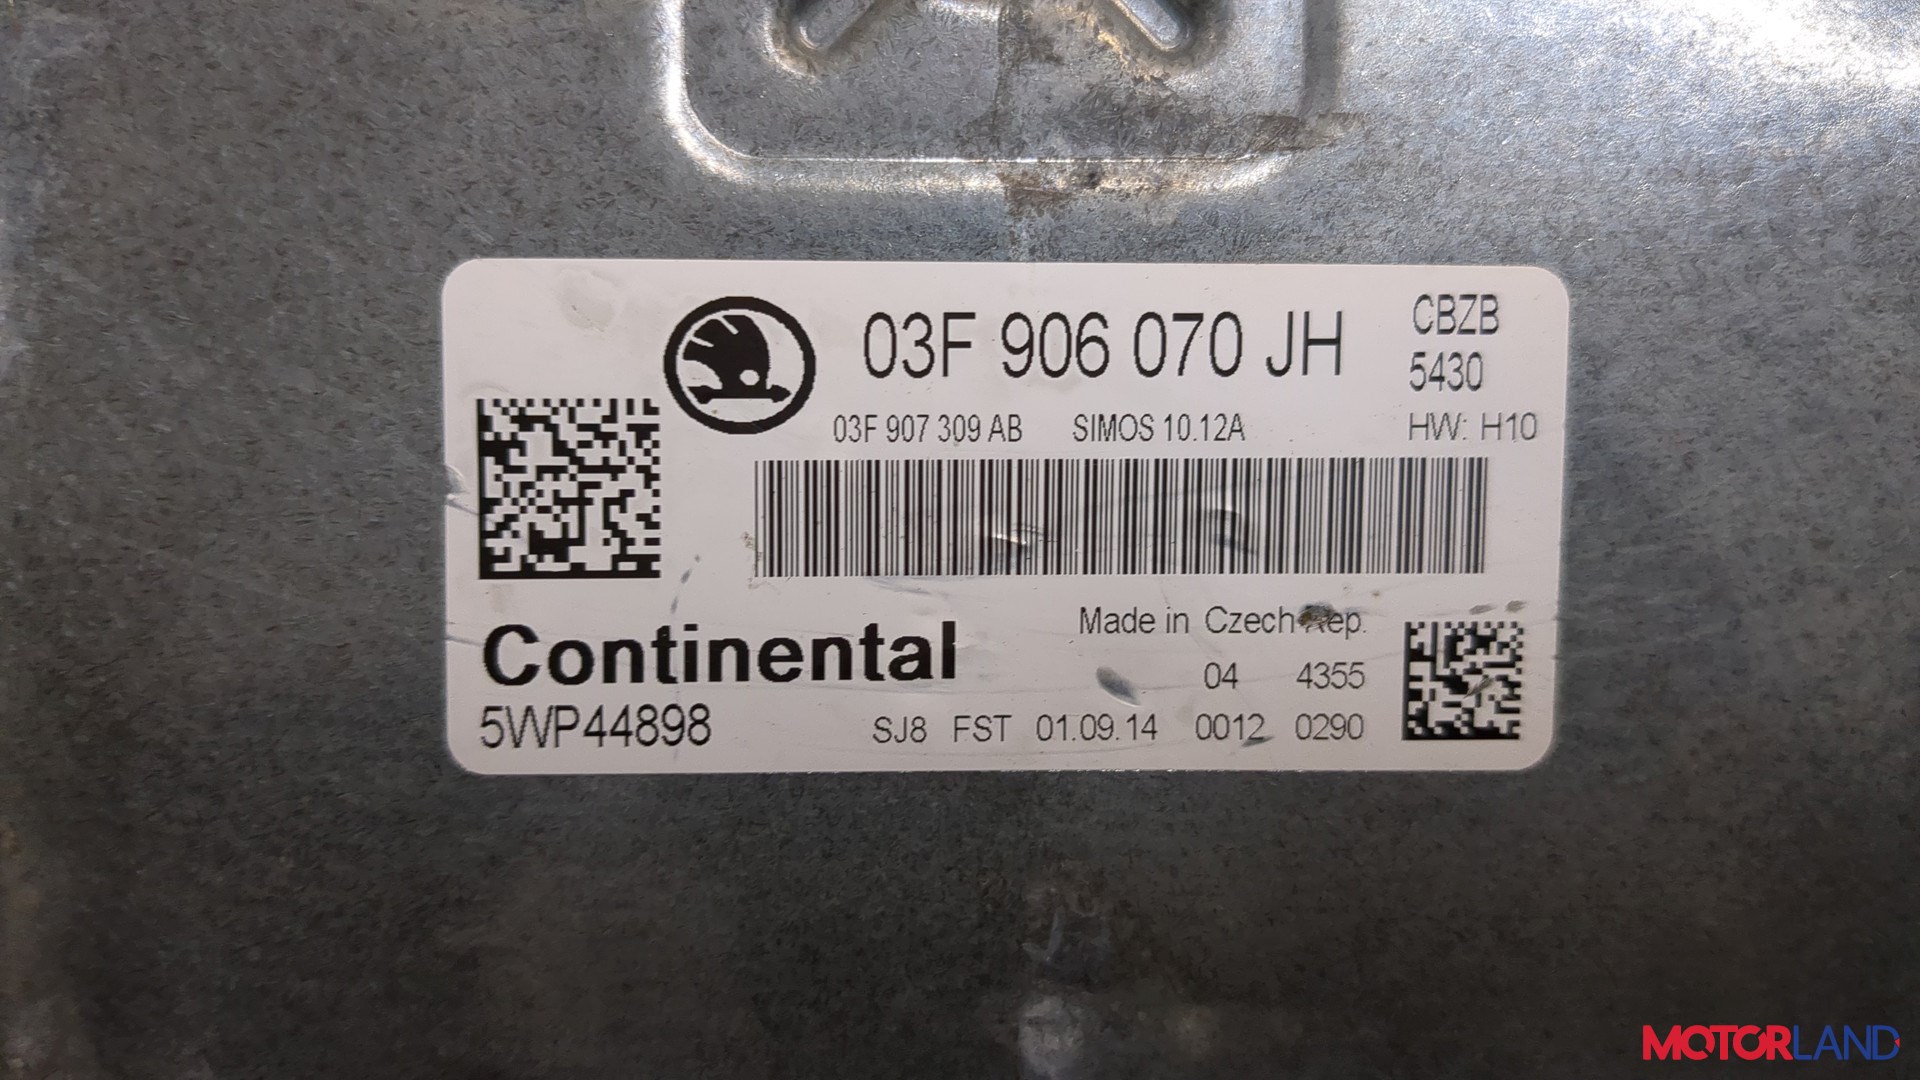 03F 906 070 JH
CBZB
5430
03F 907 309 AB SIMOS 10.12A HW: H10
Made in Czech Rep.
Continental
04 4355
5WP44898 SJ8 FST 01.09.14 0012 0290
MOTORLAND